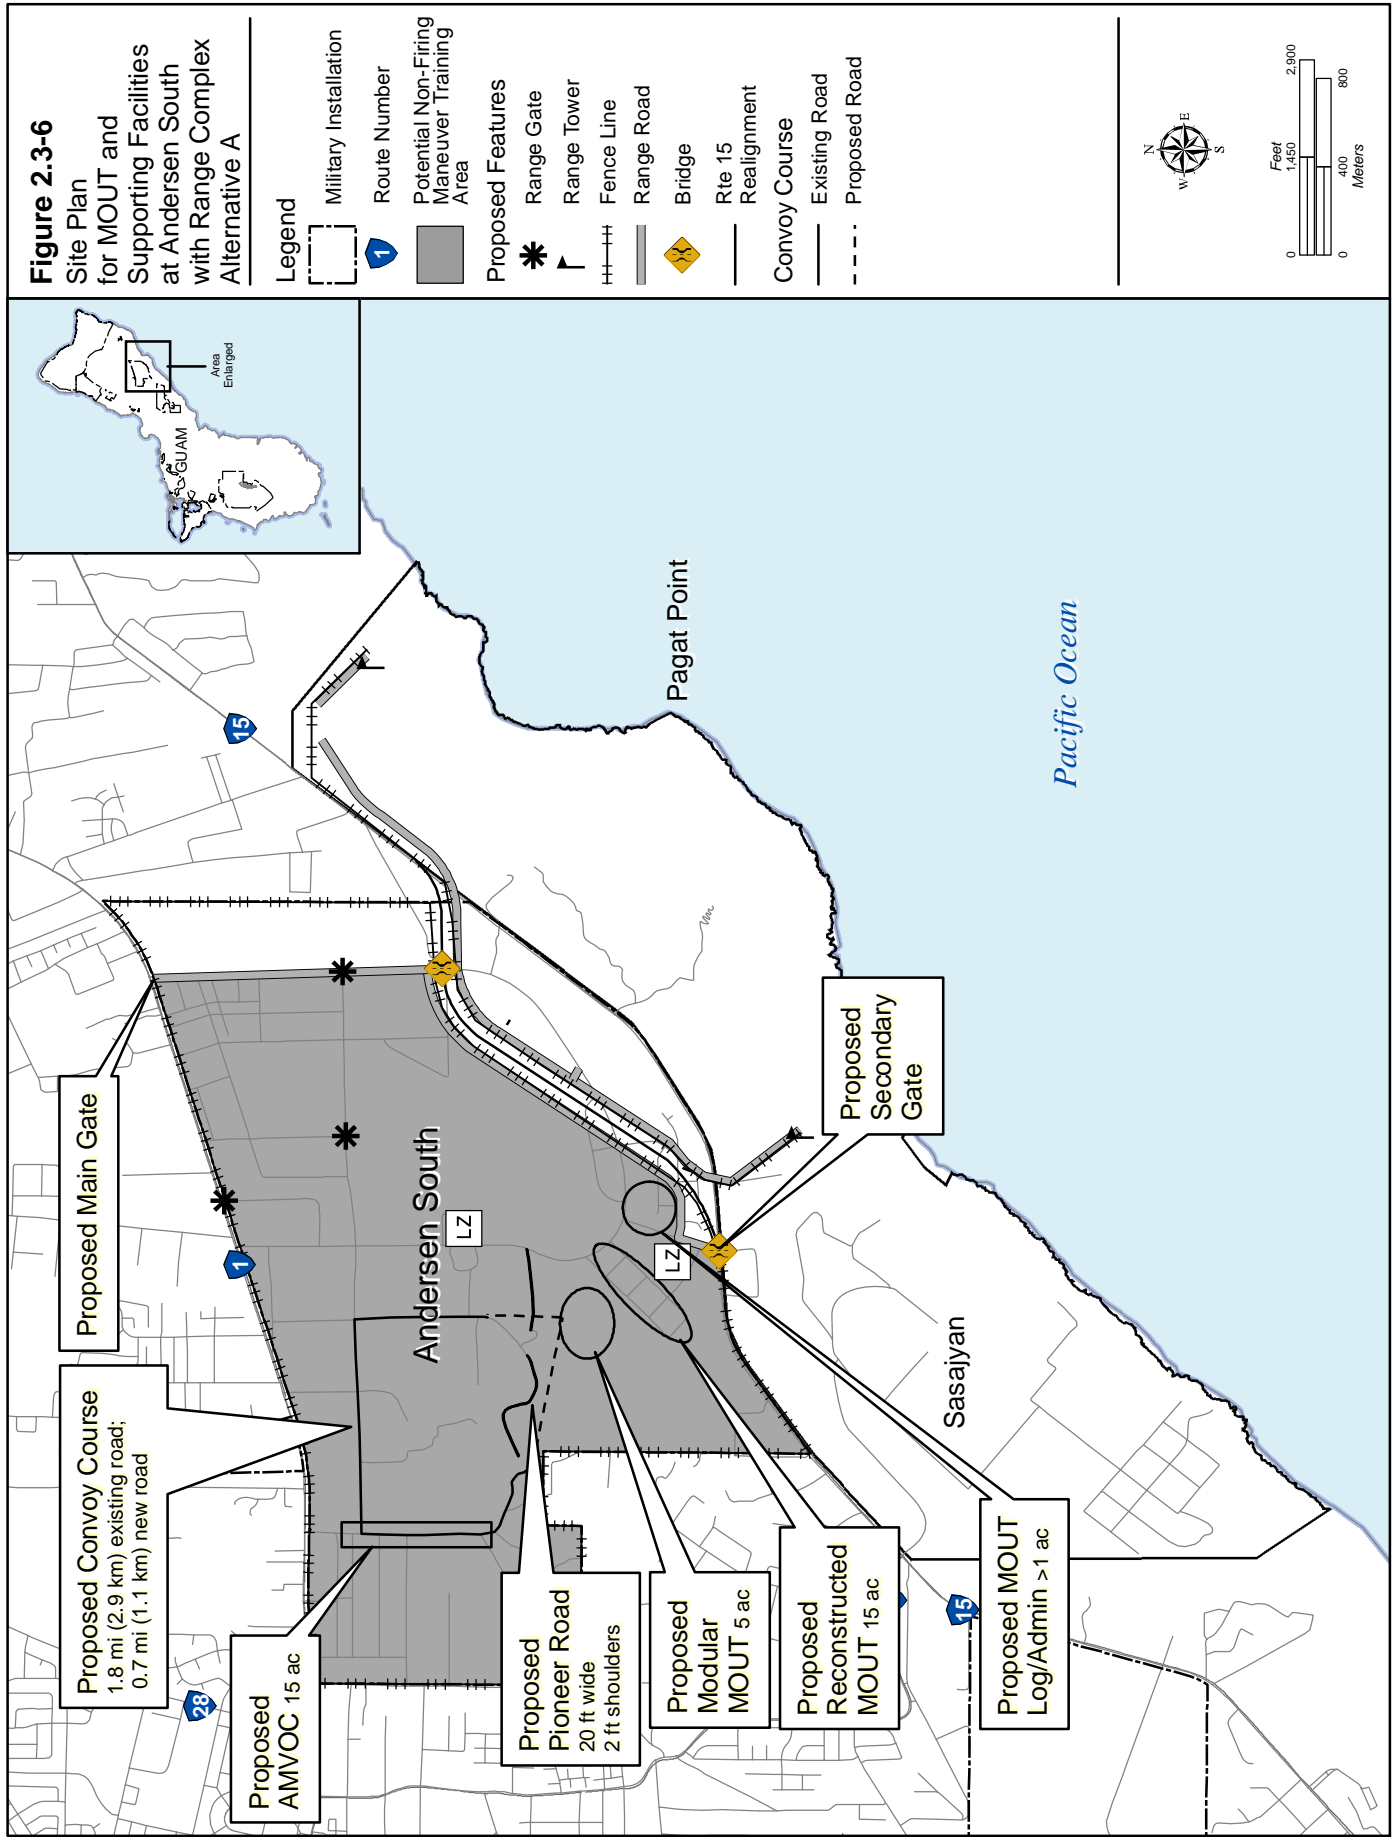 Figure 2.3-6
Site Plan
for MOUT and
Supporting Facilities
at Andersen South
with Range Complex
Alternative A
Legend
Military Installation
1
Route Number
Potential Non-Firing
Maneuver Training
Area
Proposed Features
Range Gate
Range Tower
Fence Line
Range Road
Bridge
Rte 15
Realignment
Convoy Course
Existing Road
Proposed Road
N
W
E
S
Feet
0
1,450
2,900
0
400
800
Meters
GUAM
Area
Enlarged
Proposed Main Gate
Proposed Convoy Course
1.8 mi (2.9 km) existing road;
0.7 mi (1.1 km) new road
28
1
15
Proposed
AMVOC 15 ac
Andersen South
LZ
LZ
Proposed
Pioneer Road
20 ft wide
2 ft shoulders
Proposed
Modular
MOUT 5 ac
Proposed
Reconstructed
MOUT 15 ac
Proposed MOUT
Log/Admin >1 ac
Proposed
Secondary
Gate
15
Sasajyan
Pagat Point
Pacific Ocean